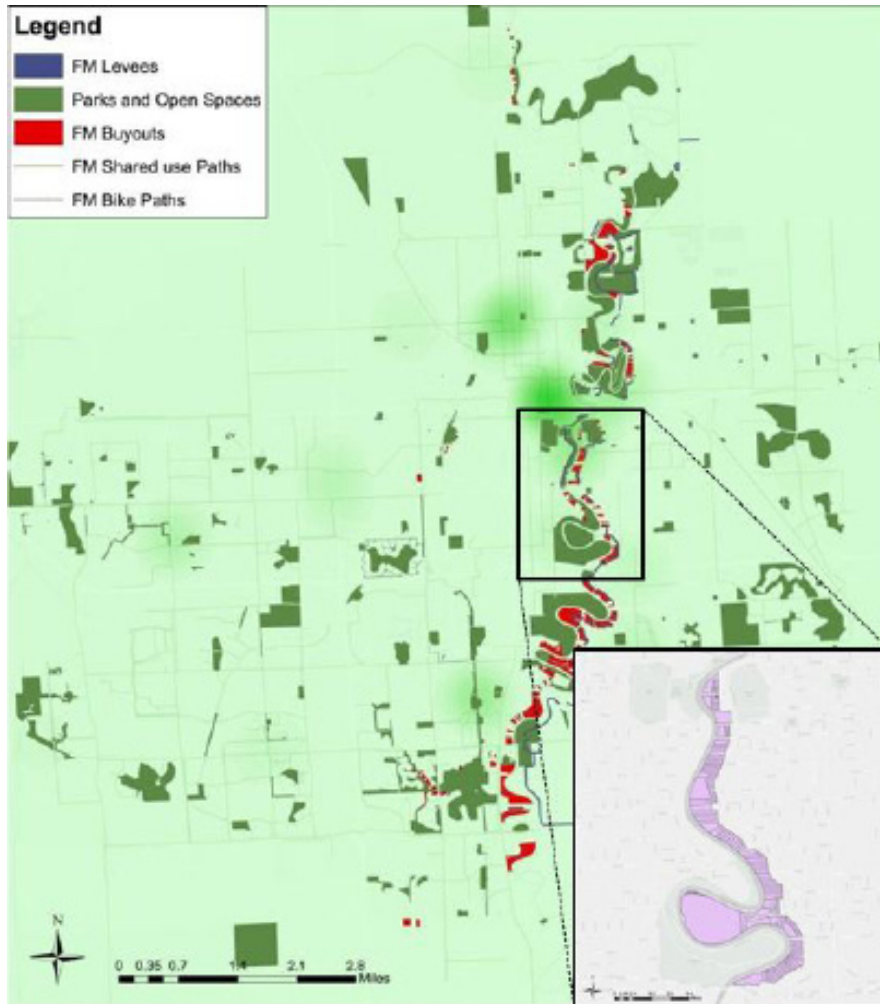 Legend
FM Levees
Parks and Open Spaces
FM Buyouts
FM Shared use Paths
FM Bike Paths
N
0 0.35 0.7 1.4 2.1 2.8
Miles